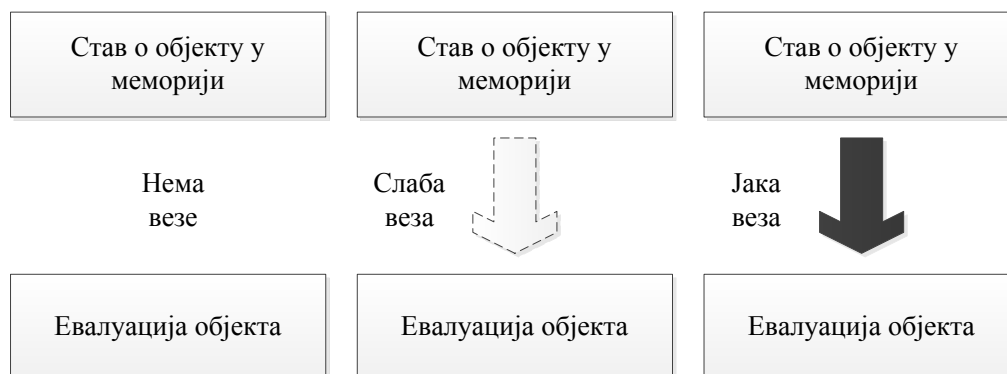 Став о објекту у
меморији
Став о објекту у
меморији
Став о објекту у
меморији
Нема
везе
Слаба
веза
Јака
веза
Евалуација објекта
Евалуација објекта
Евалуација објекта